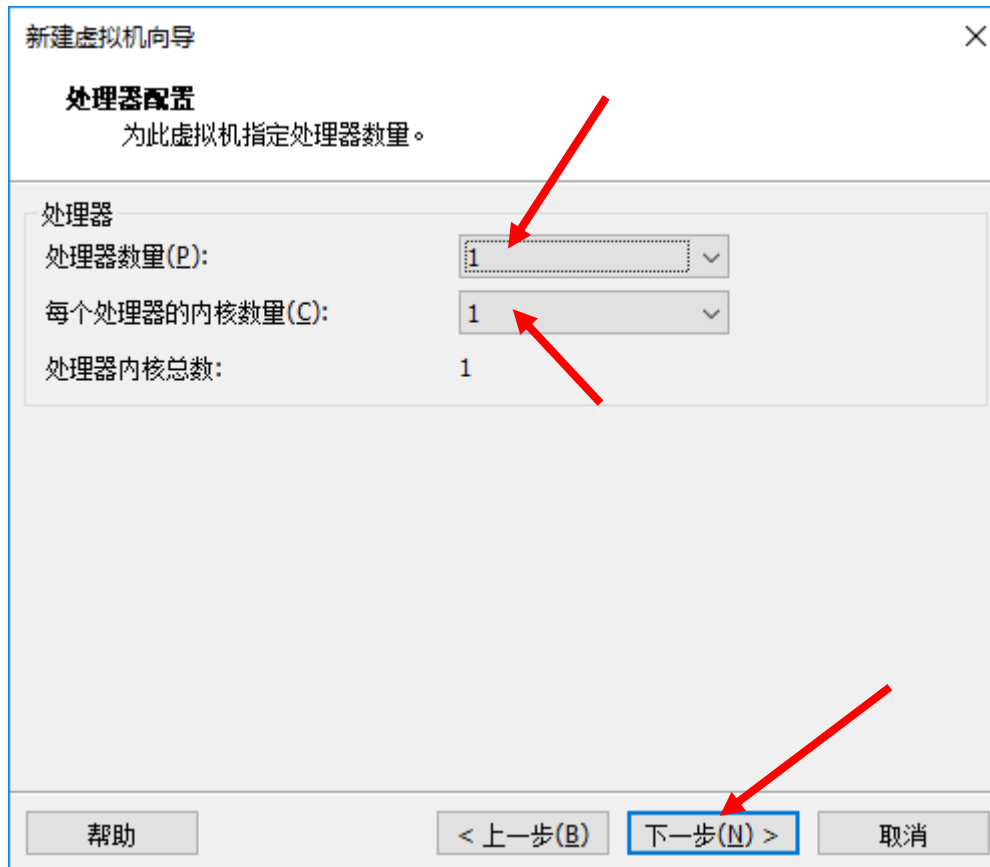 新建虚拟机向导
处理器配置
为此虚拟机指定处理器数量。
处理器
处理器数量(P): 1
每个处理器的内核数量(C): 1
处理器内核总数: 1
帮助 < 上一步(B) 下一步(N) > 取消